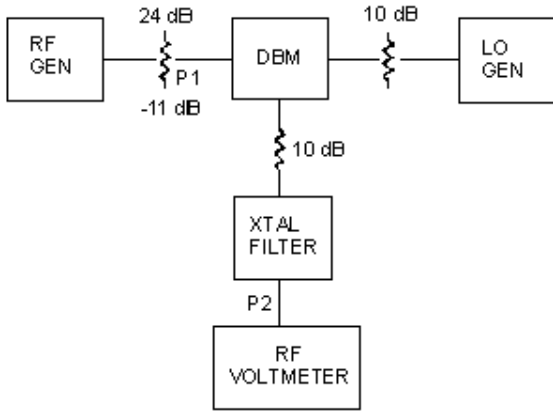 24 dB
10 dB
RF
GEN
P1
DBM
LO
GEN
-11 dB
10 dB
XTAL
FILTER
P2
RF
VOLTMETER